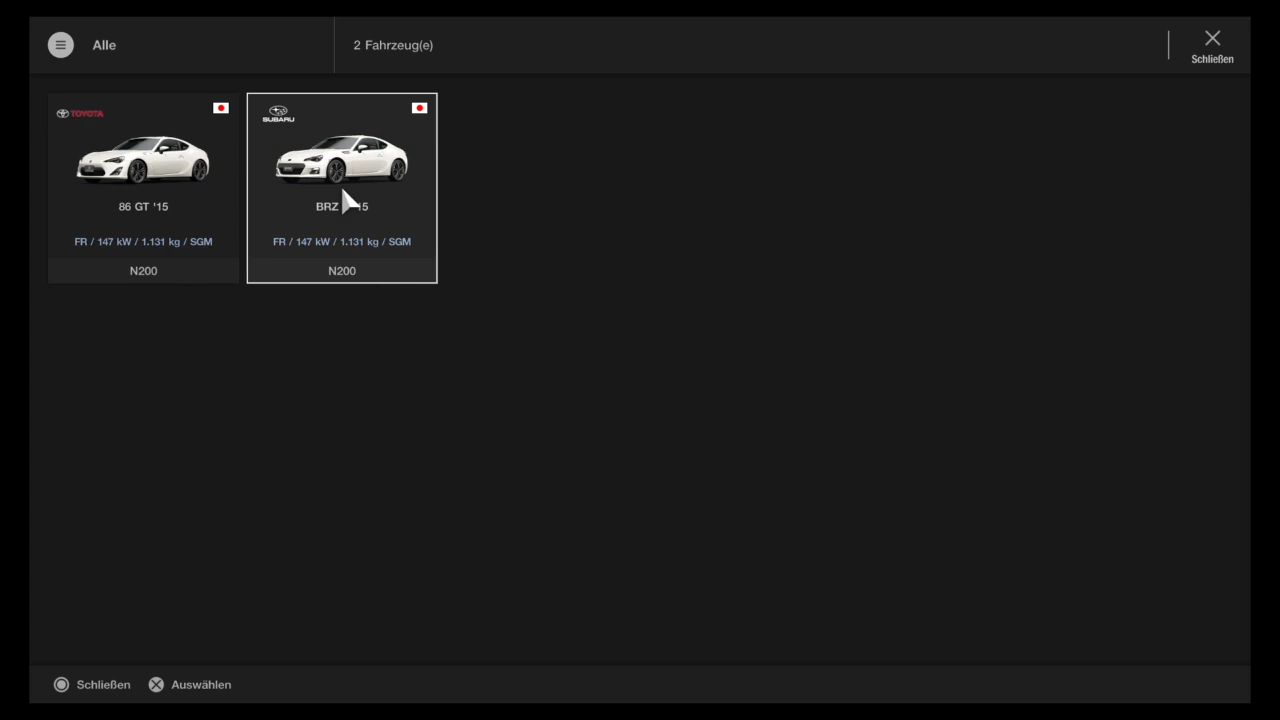 Alle
2 Fahrzeug(e)
Schließen
TOYOTA
86 GT '15
FR / 147 kW / 1.131 kg / SGM
N200
SUBARU
BRZ 15
FR / 147 kW / 1.131 kg / SGM
N200
Schließen
Auswählen